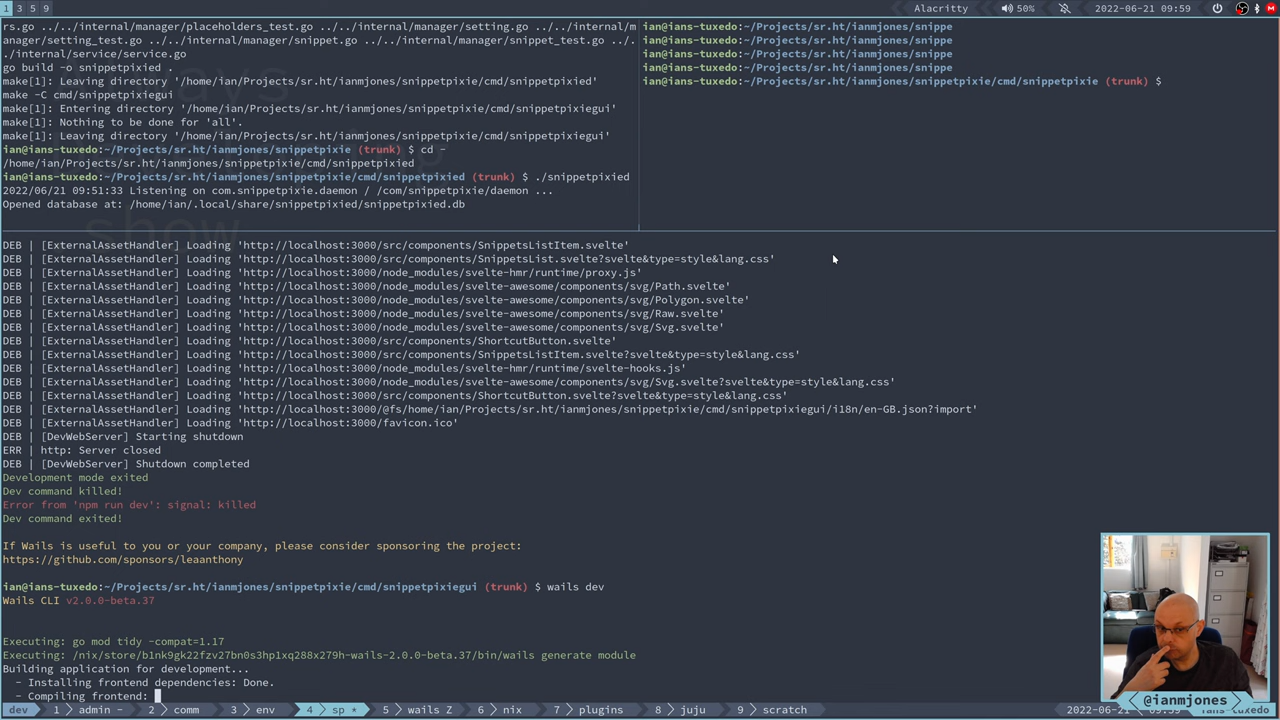 1 3 5 9
Alacritty
50%
2022-06-21 09:59
rs.go ../../internal/manager/placeholders_test.go ../../internal/manager/setting.go ../../internal/m
anager/setting_test.go ../../internal/manager/snippet.go ../../internal/manager/snippet_test.go ../.
./internal/service/service.go
go build -o snippetpixied .
make[1]: Leaving directory '/home/ian/Projects/sr.ht/ianmjones/snippetpixie/cmd/snippetpixied'
make -C cmd/snippetpixiegui
make[1]: Entering directory '/home/ian/Projects/sr.ht/ianmjones/snippetpixie/cmd/snippetpixiegui'
make[1]: Nothing to be done for 'all'.
make[1]: Leaving directory '/home/ian/Projects/sr.ht/ianmjones/snippetpixie/cmd/snippetpixiegui'
ian@ians-tuxedo:~/Projects/sr.ht/ianmjones/snippetpixie (trunk) $ cd -
/home/ian/Projects/sr.ht/ianmjones/snippetpixie/cmd/snippetpixied
ian@ians-tuxedo:~/Projects/sr.ht/ianmjones/snippetpixie/cmd/snippetpixied (trunk) $ ./snippetpixied
2022/06/21 09:51:33 Listening on com.snippetpixie.daemon / /com/snippetpixie/daemon ...
Opened database at: /home/ian/.local/share/snippetpixied/snippetpixied.db
show
ian@ians-tuxedo:~/Projects/sr.ht/ianmjones/snippe
ian@ians-tuxedo:~/Projects/sr.ht/ianmjones/snippe
ian@ians-tuxedo:~/Projects/sr.ht/ianmjones/snippe
ian@ians-tuxedo:~/Projects/sr.ht/ianmjones/snippe
ian@ians-tuxedo:~/Projects/sr.ht/ianmjones/snippetpixie/cmd/snippetpixie (trunk) $
DEB | [ExternalAssetHandler] Loading 'http://localhost:3000/src/components/SnippetsListItem.svelte'
DEB | [ExternalAssetHandler] Loading 'http://localhost:3000/src/components/SnippetsList.svelte?svelte&type=style&lang.css'
DEB | [ExternalAssetHandler] Loading 'http://localhost:3000/node_modules/svelte-hmr/runtime/proxy.js'
DEB | [ExternalAssetHandler] Loading 'http://localhost:3000/node_modules/svelte-awesome/components/svg/Path.svelte'
DEB | [ExternalAssetHandler] Loading 'http://localhost:3000/node_modules/svelte-awesome/components/svg/Polygon.svelte'
DEB | [ExternalAssetHandler] Loading 'http://localhost:3000/node_modules/svelte-awesome/components/svg/Raw.svelte'
DEB | [ExternalAssetHandler] Loading 'http://localhost:3000/node_modules/svelte-awesome/components/svg/Svg.svelte'
DEB | [ExternalAssetHandler] Loading 'http://localhost:3000/src/components/ShortcutButton.svelte'
DEB | [ExternalAssetHandler] Loading 'http://localhost:3000/src/components/SnippetsListItem.svelte?svelte&type=style&lang.css'
DEB | [ExternalAssetHandler] Loading 'http://localhost:3000/node_modules/svelte-hmr/runtime/svelte-hooks.js'
DEB | [ExternalAssetHandler] Loading 'http://localhost:3000/node_modules/svelte-awesome/components/svg/Svg.svelte?svelte&type=style&lang.css'
DEB | [ExternalAssetHandler] Loading 'http://localhost:3000/src/components/ShortcutButton.svelte?svelte&type=style&lang.css'
DEB | [ExternalAssetHandler] Loading 'http://localhost:3000/@fs/home/ian/Projects/sr.ht/ianmjones/snippetpixie/cmd/snippetpixiegui/i18n/en-GB.json?import'
DEB | [ExternalAssetHandler] Loading 'http://localhost:3000/favicon.ico'
DEB | [DevWebServer] Starting shutdown
ERR | http: Server closed
DEB | [DevWebServer] Shutdown completed
Development mode exited
Dev command killed!
Error from 'npm run dev': signal: killed
Dev command exited!
If Wails is useful to you or your company, please consider sponsoring the project:
https://github.com/sponsors/leaanthony
ian@ians-tuxedo:~/Projects/sr.ht/ianmjones/snippetpixie/cmd/snippetpixiegui (trunk) $ wails dev
Wails CLI v2.0.0-beta.37
Executing: go mod tidy -compat=1.17
Executing: /nix/store/b1nk9gk22fzv27bn0s3hp1xq288x279h-wails-2.0.0-beta.37/bin/wails generate module
Building application for development...
- Installing frontend dependencies: Done.
- Compiling frontend:
@ianmjones
dev 1 admin - 2 comm 3 env 4 sp * 5 wails Z 6 nix 7 plugins 8 juju 9 scratch